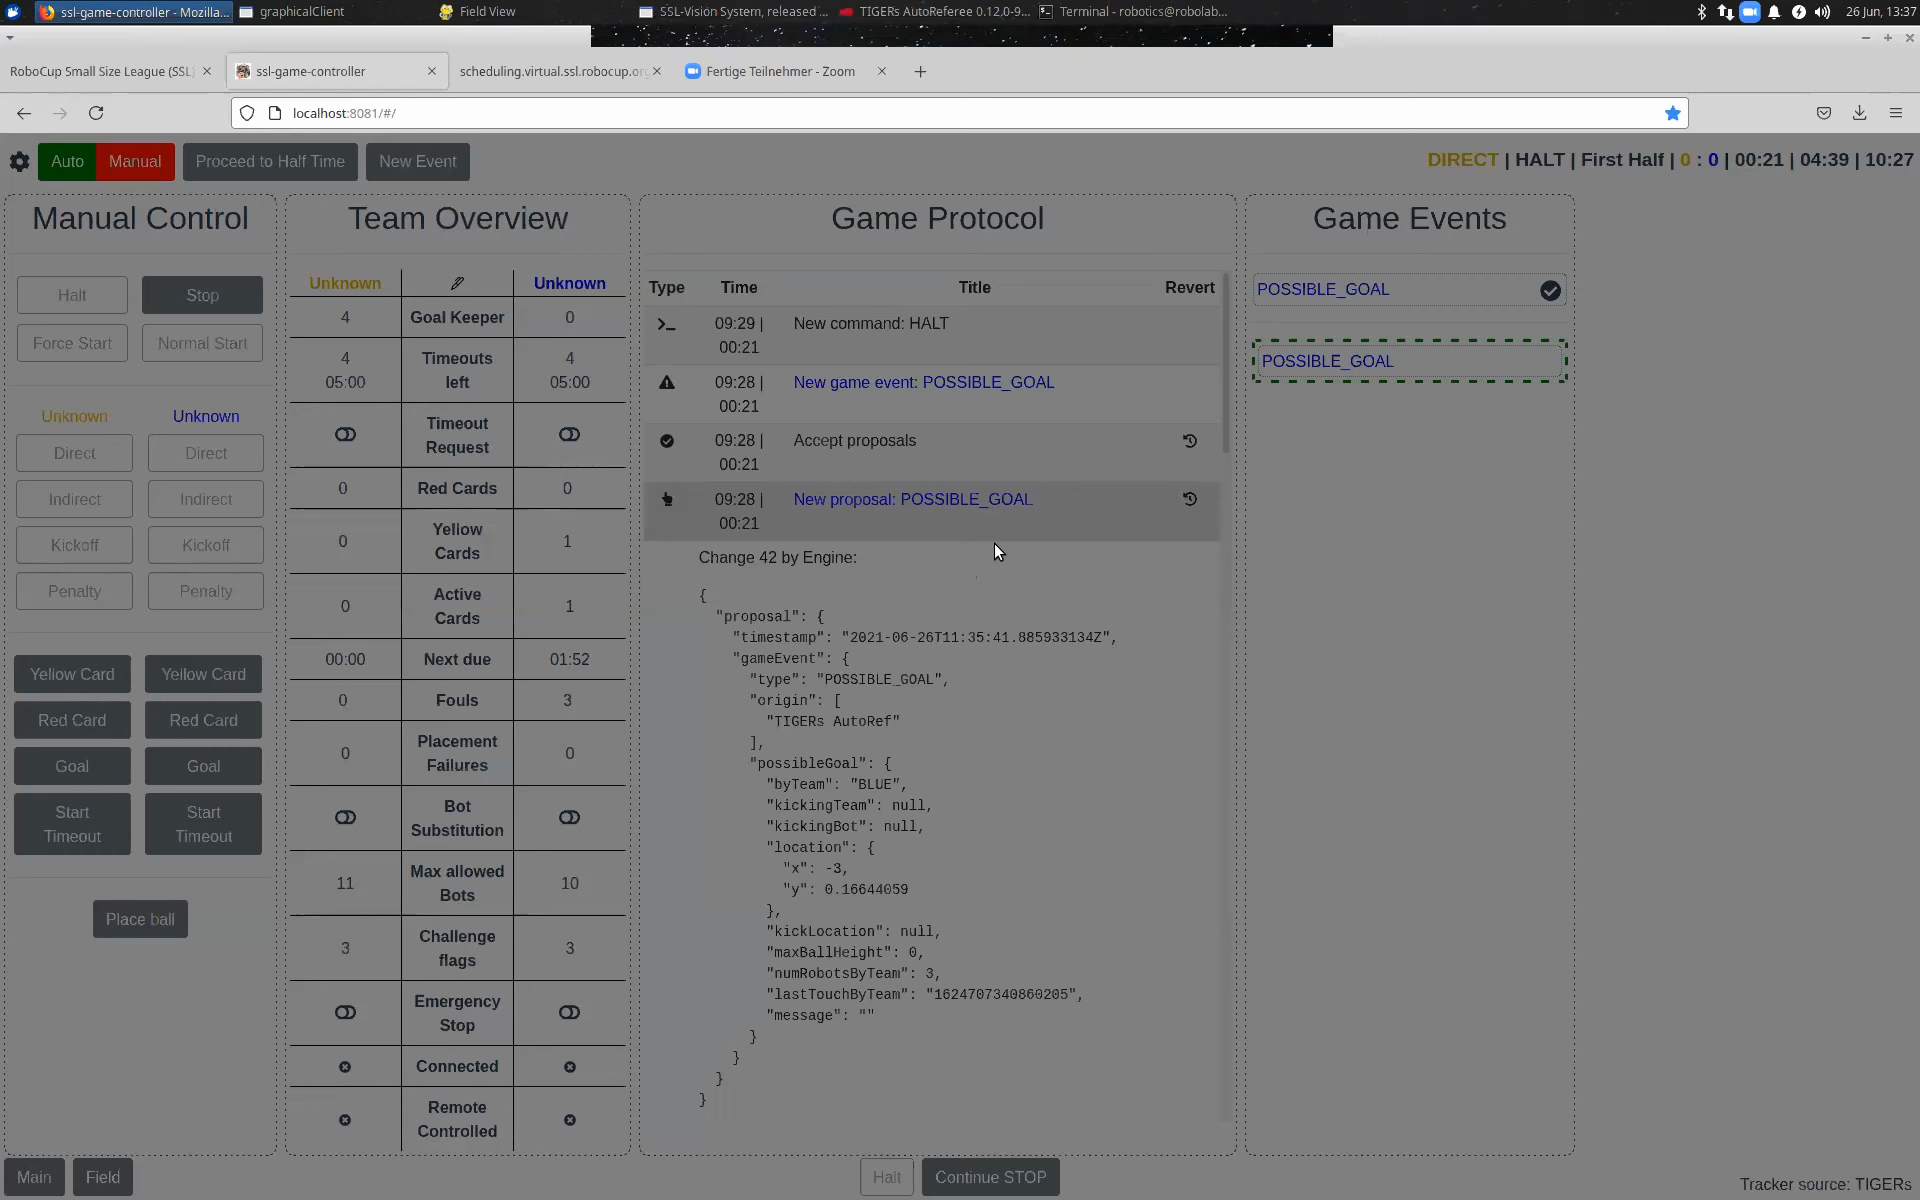 ssl-game-controller - Mozilla...
graphicalClient
Field View
SSL-Vision System, released ...
TIGERs AutoReferee 0.12.0-9...
Terminal - robotics@robolab...
26 Jun, 13:37
RoboCup Small Size League (SSL)
ssl-game-controller
scheduling.virtual.ssl.robocup.org
Fertige Teilnehmer - Zoom
localhost:8081/#/
Auto
Manual
Proceed to Half Time
New Event
DIRECT | HALT | First Half | 0 : 0 | 00:21 | 04:39 | 10:27
Manual Control
Halt
Stop
Force Start
Normal Start
Unknown
Unknown
Direct
Direct
Indirect
Indirect
Kickoff
Kickoff
Penalty
Penalty
Yellow Card
Yellow Card
Red Card
Red Card
Goal
Goal
Start
Timeout
Start
Timeout
Place ball
Team Overview
Unknown
Unknown
4 Goal Keeper 0
4 Timeouts 4
05:00 left 05:00
Timeout
Request
0 Red Cards 0
0 Yellow Cards 1
0 Active Cards 1
00:00 Next due 01:52
0 Fouls 3
0 Placement Failures 0
Bot
Substitution
11 Max allowed Bots 10
3 Challenge flags 3
Emergency
Stop
Connected
Remote
Controlled
Game Protocol
Type Time Title Revert
09:29 | New command: HALT
00:21
09:28 | New game event: POSSIBLE_GOAL
00:21
09:28 | Accept proposals
00:21
09:28 | New proposal: POSSIBLE_GOAL
00:21
Change 42 by Engine:
{
"proposal": {
"timestamp": "2021-06-26T11:35:41.885933134Z",
"gameEvent": {
"type": "POSSIBLE_GOAL",
"origin": [
"TIGERs AutoRef"
],
"possibleGoal": {
"byTeam": "BLUE",
"kickingTeam": null,
"kickingBot": null,
"location": {
"x": -3,
"y": 0.16644059
},
"kickLocation": null,
"maxBallHeight": 0,
"numRobotsByTeam": 3,
"lastTouchByTeam": "1624707340860205",
"message": ""
}
}
}
}
Game Events
POSSIBLE_GOAL
POSSIBLE_GOAL
Main
Field
Halt
Continue STOP
Tracker source: TIGERs